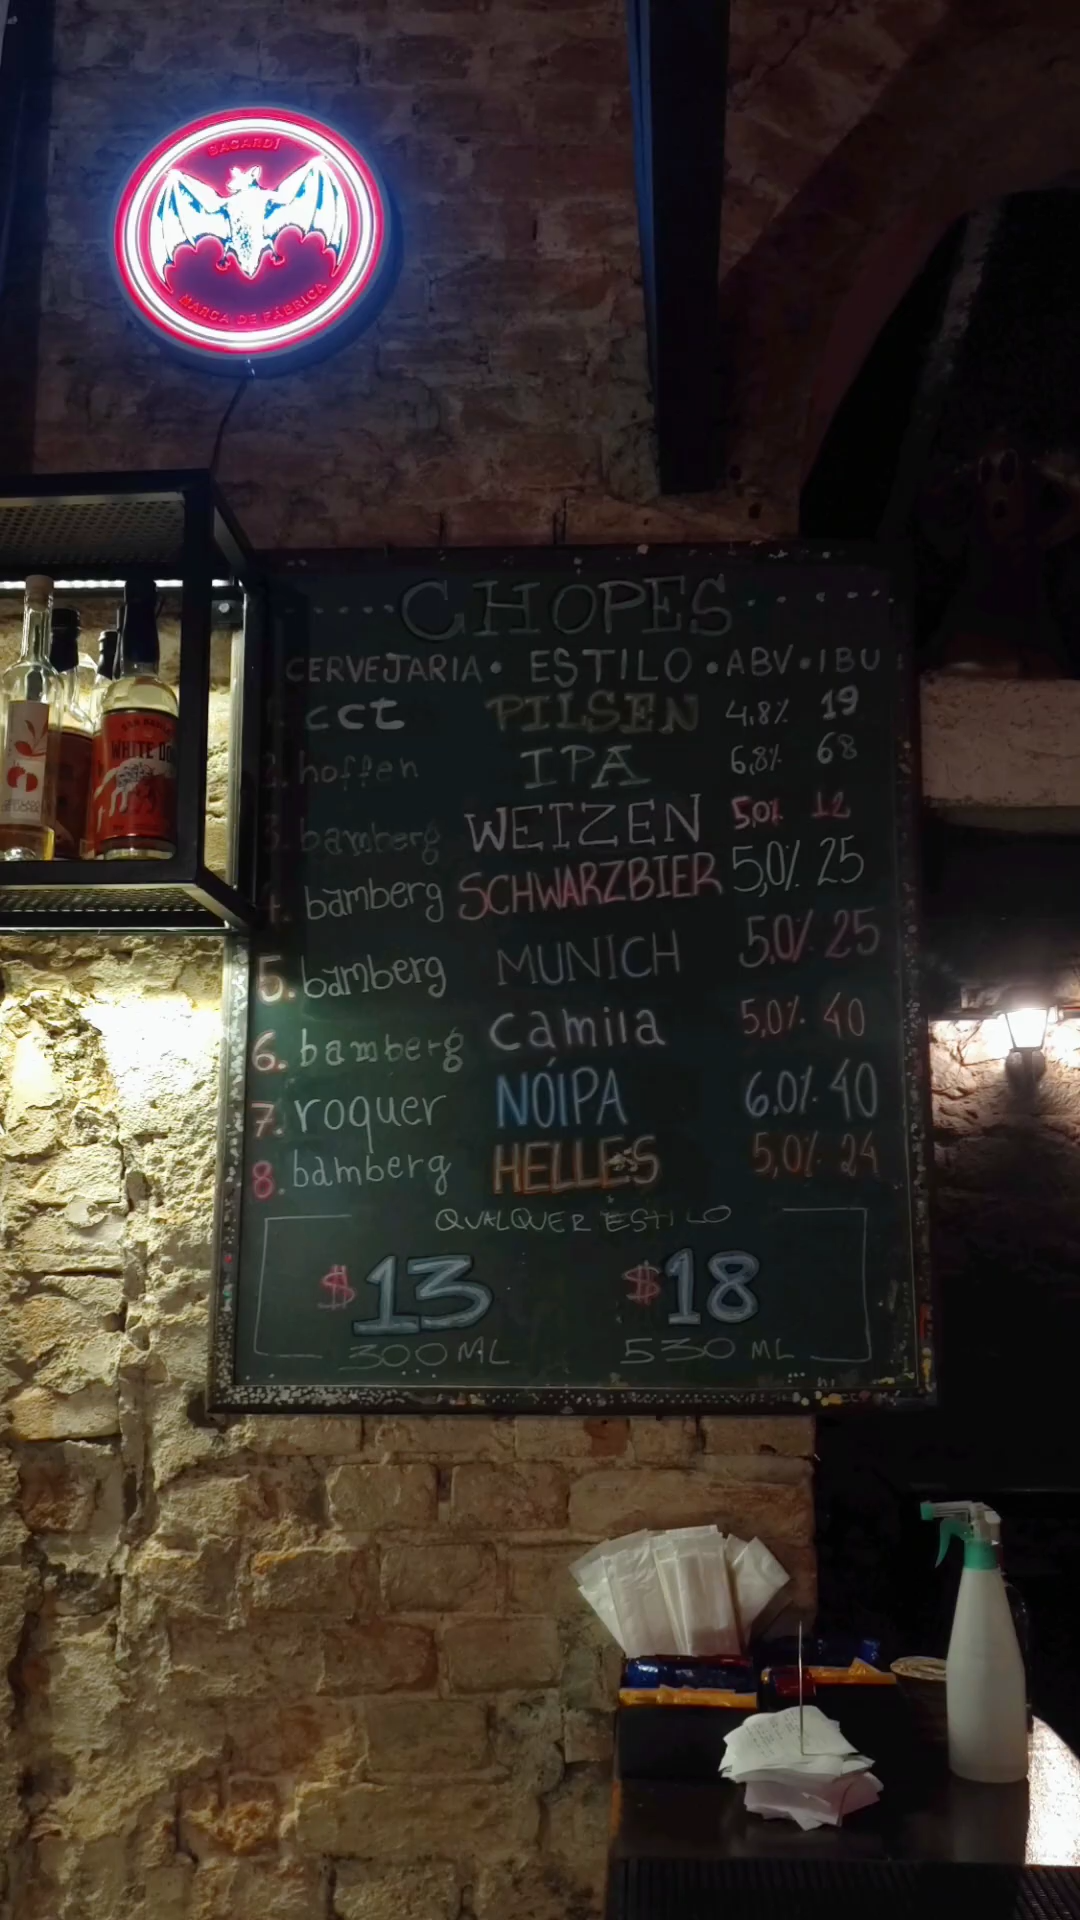 BACARDÍ
MARCA DE FÁBRICA
CHOPES
CERVEJARIA • ESTILO • ABV • IBU
1. cct PILSEN 4,8% 19
2. hoffen IPA 6,8% 68
3. bamberg WEIZEN 5,0% 12
4. bamberg SCHWARZBIER 5,0% 25
5. bamberg MUNICH 5,0% 25
6. bamberg camila 5,0% 40
7. roquer NÓIPA 6,0% 40
8. bamberg HELLES 5,0% 24
QUALQUER ESTILO
$13 $18
300 ML 530 ML
WHITE